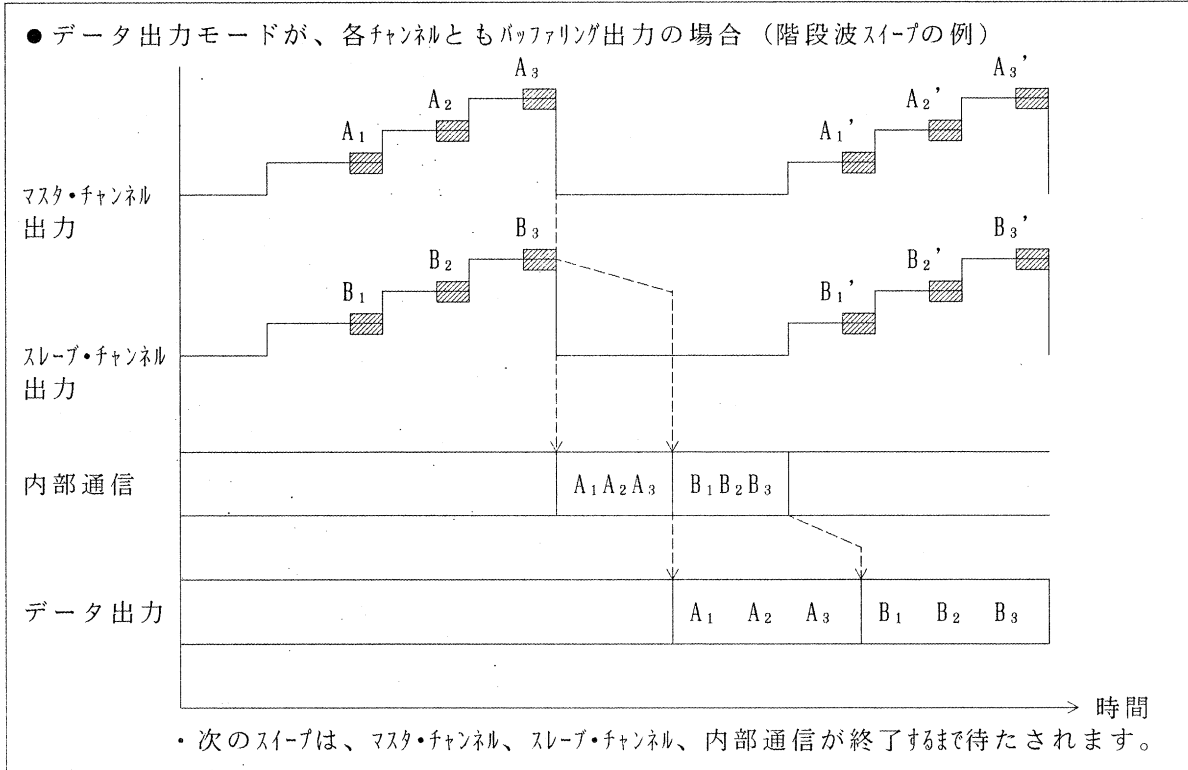 ●データ出力モードが、各チャンネルともバッファリング出力の場合（階段波スイープの例）
A₃ A₃'
A₂ A₂'
A₁ A₁'
マスタ・チャンネル
出力
B₃ B₃'
B₂ B₂'
B₁ B₁'
スレーブ・チャンネル
出力
内部通信 A₁A₂A₃ B₁B₂B₃
データ出力 A₁ A₂ A₃ B₁ B₂ B₃
時間
・次のスイープは、マスタ・チャンネル、スレーブ・チャンネル、内部通信が終了するまで待たされます。